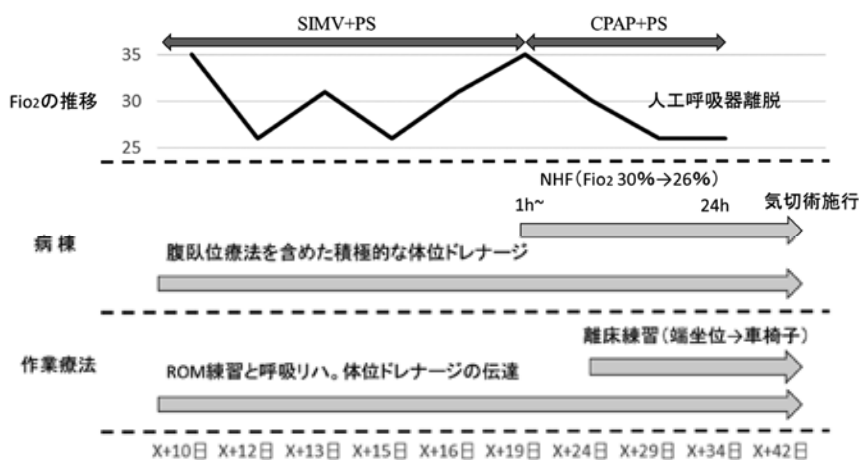 SIMV+PS
CPAP+PS
Fio2の推移
35
30
25
人工呼吸器離脱
NHF(Fio2 30%→26%)
1h~
24h
気切術施行
病棟
腹臥位療法を含めた積極的な体位ドレナージ
離床練習(端坐位→車椅子)
作業療法
ROM練習と呼吸リハ。体位ドレナージの伝達
X+10日 X+12日 X+13日 X+15日 X+16日 X+19日 X+24日 X+29日 X+34日 X+42日